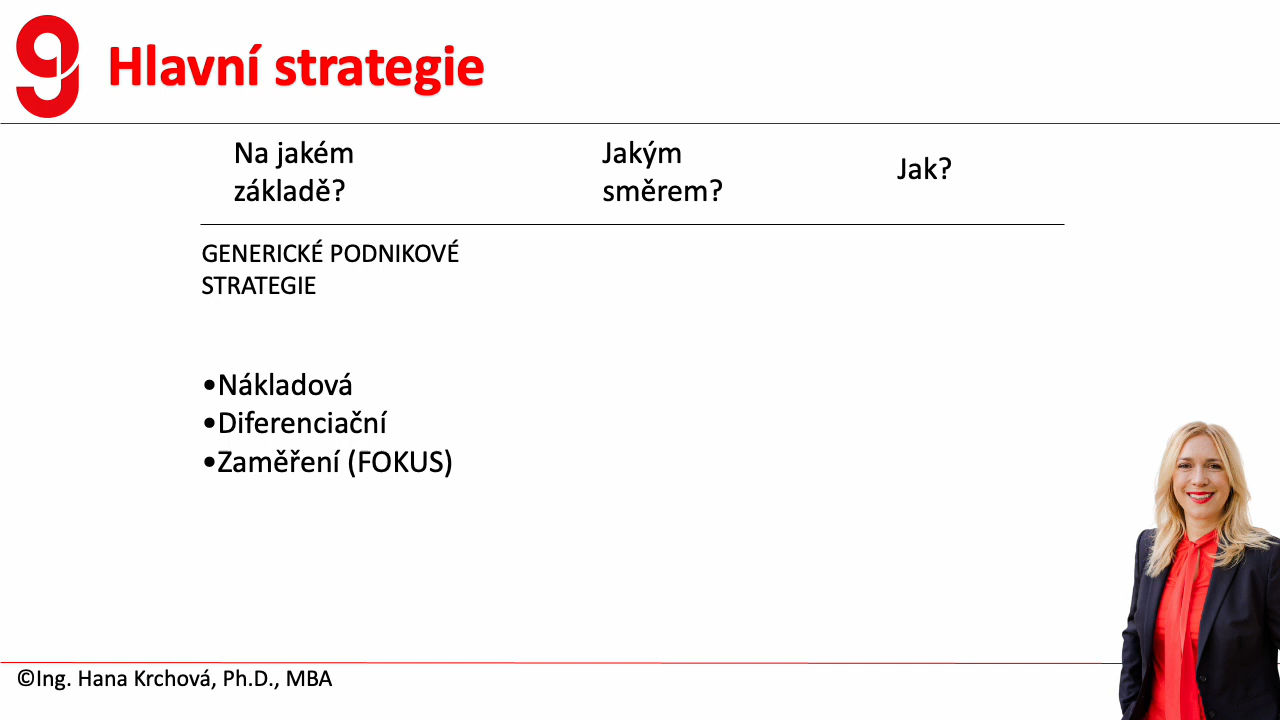 9 Hlavní strategie
Na jakém
základě?
Jakým
směrem?
Jak?
GENERICKÉ PODNIKOVÉ
STRATEGIE
•Nákladová
•Diferenciační
•Zaměření (FOKUS)
©Ing. Hana Krchová, Ph.D., MBA